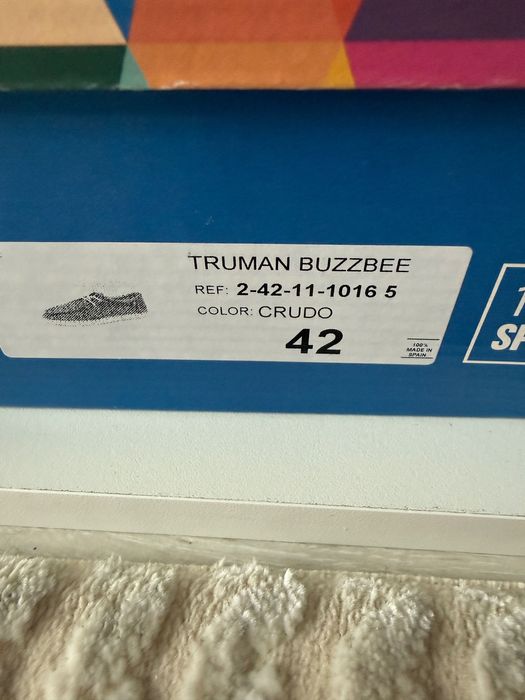 TRUMAN BUZZBEE
REF: 2-42-11-1016 5
COLOR: CRUDO
42
100%
MADE IN
SPAIN